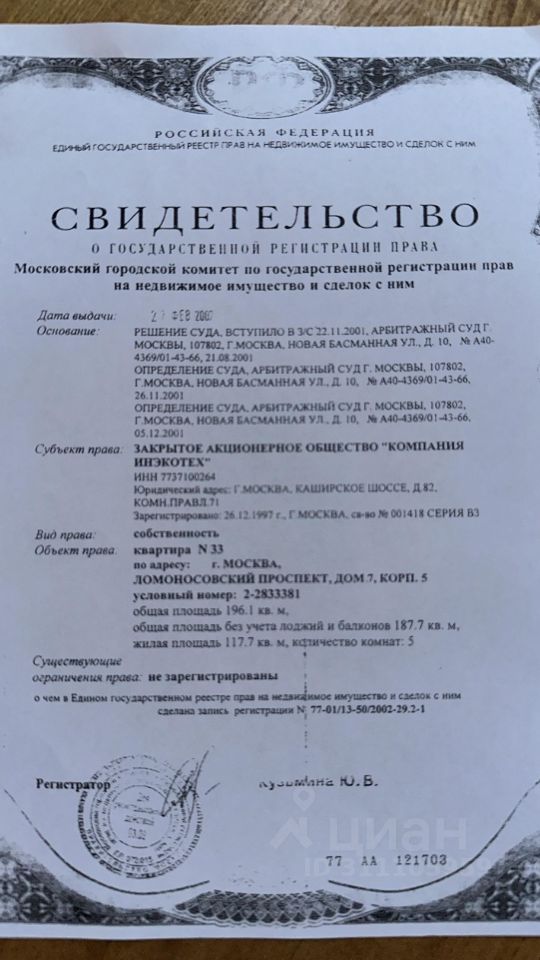 РОССИЙСКАЯ ФЕДЕРАЦИЯ
ЕДИНЫЙ ГОСУДАРСТВЕННЫЙ РЕЕСТР ПРАВ НА НЕДВИЖИМОЕ ИМУЩЕСТВО И СДЕЛОК С НИМ
СВИДЕТЕЛЬСТВО
О ГОСУДАРСТВЕННОЙ РЕГИСТРАЦИИ ПРАВА
Московский городской комитет по государственной регистрации прав
на недвижимое имущество и сделок с ним
Дата выдачи: ФЕВ
Основание: РЕШЕНИЕ СУДА, ВСТУПИЛО В З/С 22.11.2001, АРБИТРАЖНЫЙ СУД Г.
МОСКВЫ, 107802, Г.МОСКВА, НОВАЯ БАСМАННАЯ УЛ., Д. 10, № А40-
4369/01-43-66, 21.08.2001
ОПРЕДЕЛЕНИЕ СУДА, АРБИТРАЖНЫЙ СУД Г. МОСКВЫ, 107802,
Г.МОСКВА, НОВАЯ БАСМАННАЯ УЛ., Д. 10, № А40-4369/01-43-66,
26.11.2001
ОПРЕДЕЛЕНИЕ СУДА, АРБИТРАЖНЫЙ СУД Г. МОСКВЫ, 107802,
Г.МОСКВА, НОВАЯ БАСМАННАЯ УЛ., Д. 10, № А40-4369/01-43-66,
05.12.2001
Субъект права: ЗАКРЫТОЕ АКЦИОНЕРНОЕ ОБЩЕСТВО "КОМПАНИЯ
ИНЭКОТЕХ"
ИНН 7737100264
Юридический адрес: Г.МОСКВА, КАШИРСКОЕ ШОССЕ, Д.82,
КОМН.ПРАВЛ.71
Зарегистрировано: 26.12.1997 г., Г.МОСКВА, св-во № 001418 СЕРИЯ ВЗ
Вид права: собственность
Объект права: квартира N 33
по адресу: г. МОСКВА,
ЛОМОНОСОВСКИЙ ПРОСПЕКТ, ДОМ 7, КОРП. 5
условный номер: 2-2833381
общая площадь 196.1 кв. м,
общая площадь без учета лоджий и балконов 187.7 кв. м,
жилая площадь 117.7 кв. м, количество комнат: 5
Существующие
ограничения права: не зарегистрированы
о чем в Едином государственном реестре прав на недвижимое имущество и сделок с ним
сделана запись регистрации N 77-01/13-50/2002-29.2-1
Регистратор Кузьмина Ю.В.
циан
77 АА 121703